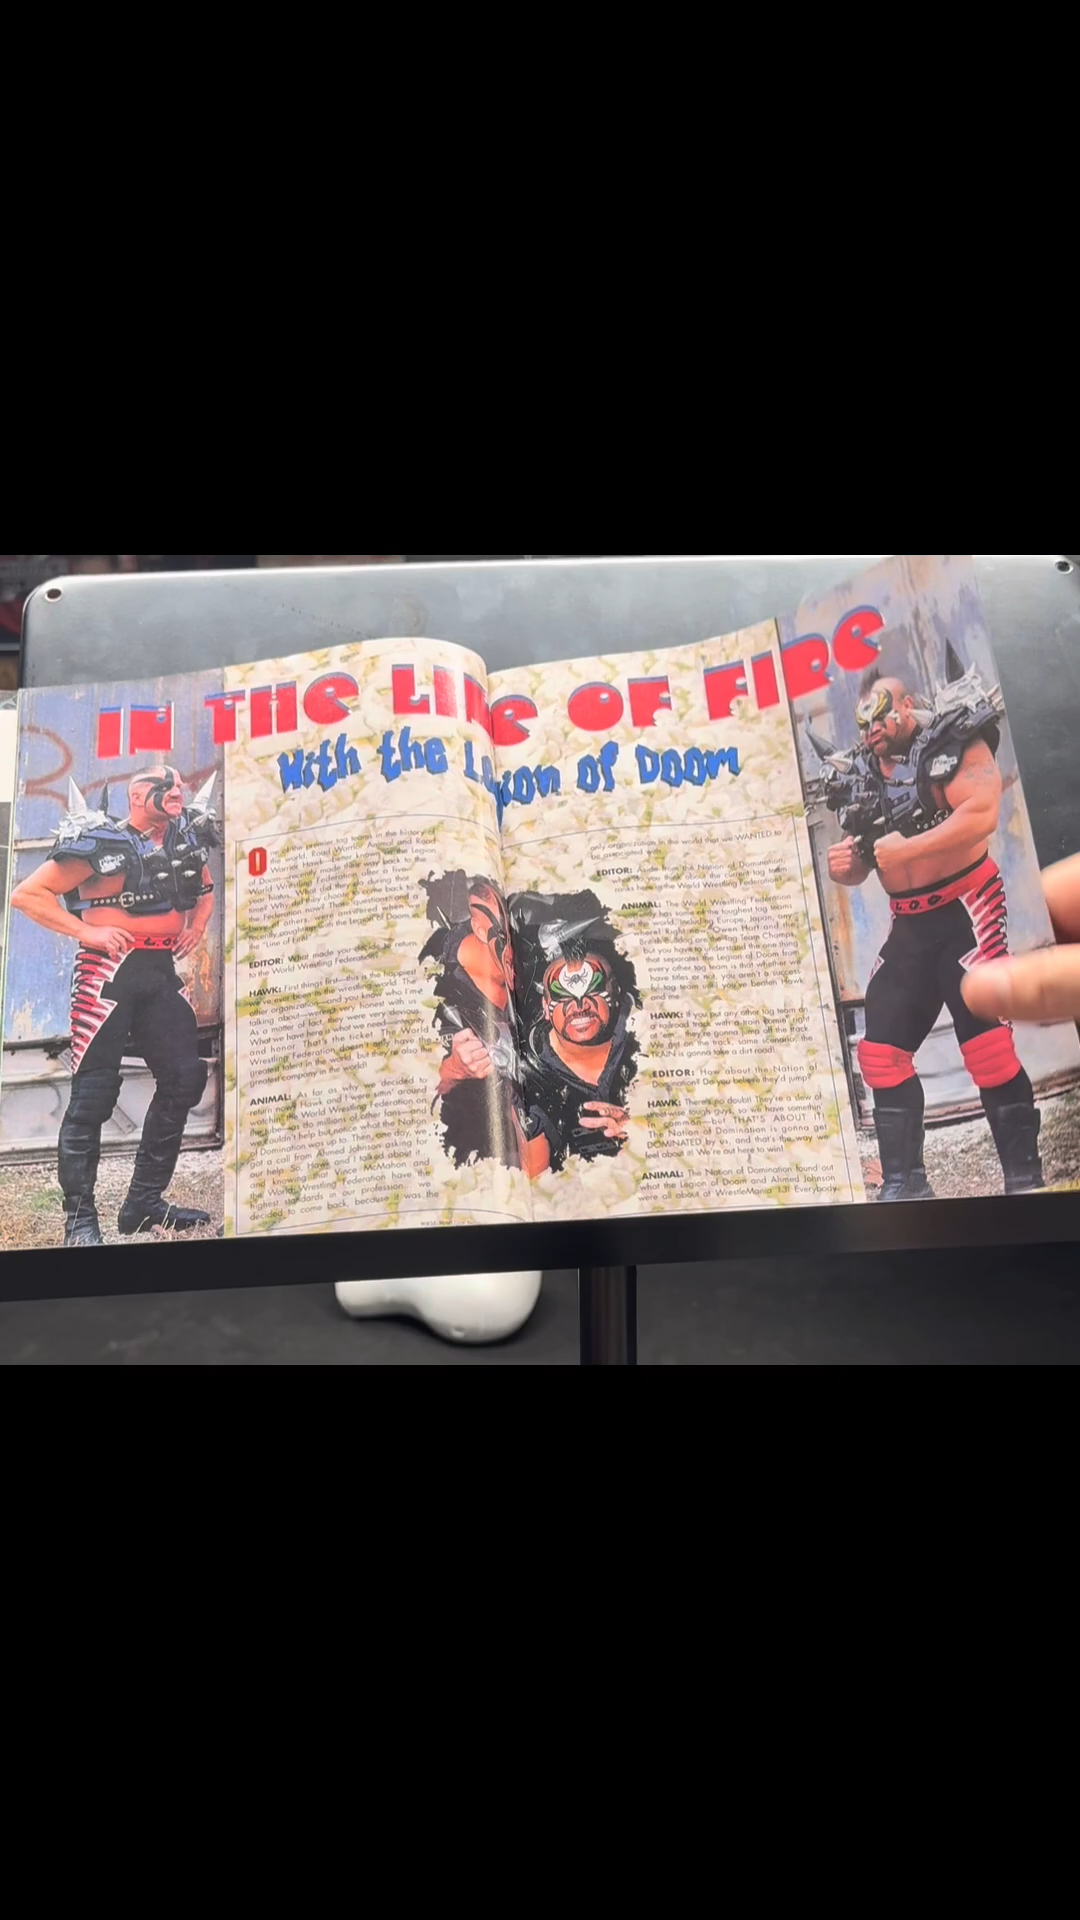 IN THE LINE OF FIRE
With the Legion of Doom
One of the premier tag teams in the history of
the world, Road Warrior Animal and Road
Warrior Hawk—better known as the Legion
of Doom—recently made their way back to the
World Wrestling Federation after a five-
year hiatus. What did they do during that
time? Why did they choose to come back to
the Federation now? These questions and a
bevy of others were answered when we
recently caught up with the Legion of Doom in
the "Line of Fire"
EDITOR: What made you decide to return
to the World Wrestling Federation?
HAWK: First things first—this is the happiest
we've ever been in the wrestling world. The
other organization—and you know who I'm
talking about—weren't very honest with us.
As a matter of fact, they were very devious.
What we have here is what we need—dignity
and honor. That's the ticket. The World
Wrestling Federation doesn't only have the
greatest talent in the world, but they're also the
greatest company in the world!
ANIMAL: As far as why we decided to
return now? Hawk and I were sittin' around
watchin' the World Wrestling Federation on
the tube—as do millions of other fans—and
we couldn't help but notice what the Nation
of Domination was up to. Then, one day, we
got a call from Ahmed Johnson asking for
our help. So, Hawk and I talked about it...
and knowing that Vince McMahon and
the World Wrestling Federation have the
highest standards in our profession... we
decided to come back, because it was the
only organization in this world that we WANTED to
be associated with.
EDITOR: Aside from the Nation of Domination,
what do you think about the current tag team
ranks here in the World Wrestling Federation?
ANIMAL: The World Wrestling Federation
currently has some of the toughest tag teams
in the world, including Europe, Japan, any
where! Right now, Owen Hart and the
British Bulldog are the Tag Team Champs,
but you have to understand the one thing
that separates the Legion of Doom from
every other tag team is that whether we
have titles or not, you aren't a success-
ful tag team until you've beaten Hawk
and me.
HAWK: If you put any other tag team on
a railroad track with a train comin' right
at 'em, they're gonna jump off the track.
We get on the track, same scenario, the
TRAIN is gonna take a dirt road!
EDITOR: How about the Nation of
Domination? Do you believe they'd jump?
HAWK: There's no doubt! They're a slew of
street-wise tough guys, so we have somethin'
in common—but THAT'S ABOUT IT!
The Nation of Domination is gonna get
DOMINATED by us, and that's the way we
feel about it! We're out here to win!
ANIMAL: The Nation of Domination found out
what the Legion of Doom and Ahmed Johnson
were all about at WrestleMania 13! Everybody
L.O.D.
L.O.D.